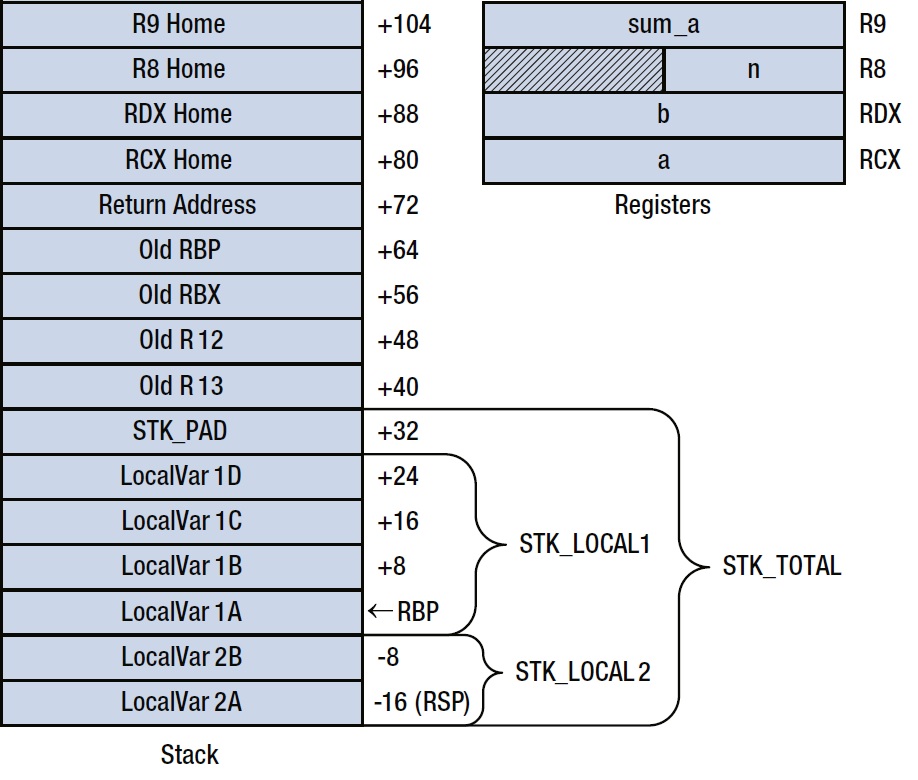 R9 Home +104 sum_a R9
R8 Home +96 n R8
RDX Home +88 b RDX
RCX Home +80 a RCX
Return Address +72 Registers
Old RBP +64
Old RBX +56
Old R12 +48
Old R13 +40
STK_PAD +32
LocalVar 1D +24
LocalVar 1C +16
STK_LOCAL1
LocalVar 1B +8 STK_TOTAL
LocalVar 1A ←RBP
LocalVar 2B -8
STK_LOCAL2
LocalVar 2A -16 (RSP)
Stack